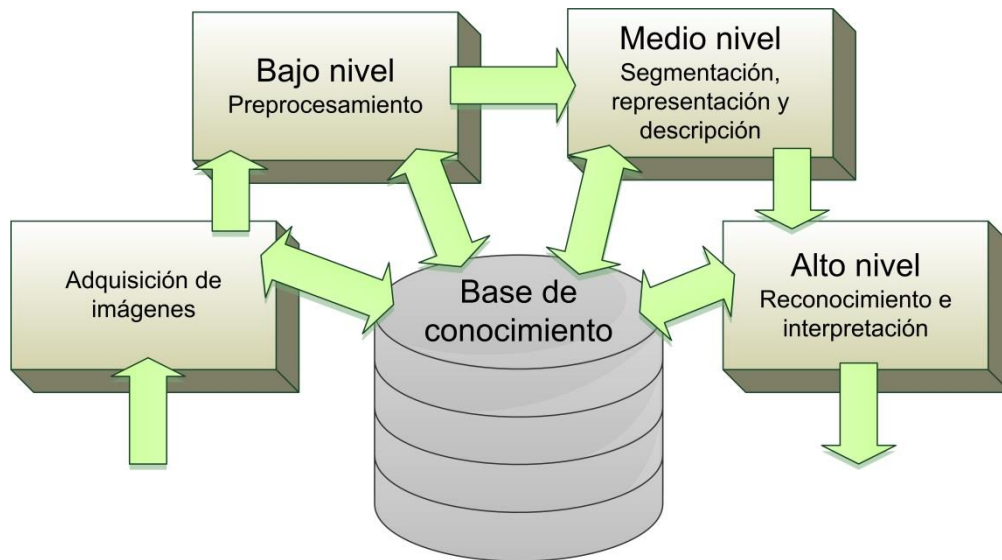 Bajo nivel
Preprocesamiento
Medio nivel
Segmentación,
representación y
descripción
Adquisición de
imágenes
Base de
conocimiento
Alto nivel
Reconocimiento e
interpretación